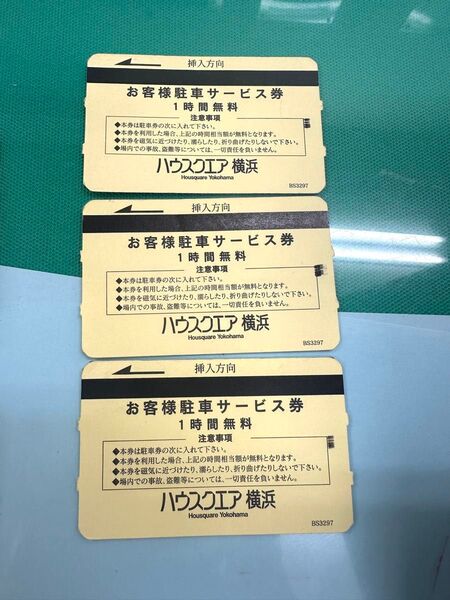 挿入方向
お客様駐車サービス券
1時間無料
注意事項
◆本券は駐車券の次に入れて下さい。
◆本券を利用した場合、上記の時間相当額が無料となります。
◆本券を磁気に近づけたり、濡らしたり、折り曲げたりしないで下さい。
◆場内での事故、盗難等については、一切責任を負いません。
ハウスクエア横浜
Housquare Yokohama
BS3297
挿入方向
お客様駐車サービス券
1時間無料
注意事項
◆本券は駐車券の次に入れて下さい。
◆本券を利用した場合、上記の時間相当額が無料となります。
◆本券を磁気に近づけたり、濡らしたり、折り曲げたりしないで下さい。
◆場内での事故、盗難等については、一切責任を負いません。
ハウスクエア横浜
Housquare Yokohama
BS3297
挿入方向
お客様駐車サービス券
1時間無料
注意事項
◆本券は駐車券の次に入れて下さい。
◆本券を利用した場合、上記の時間相当額が無料となります。
◆本券を磁気に近づけたり、濡らしたり、折り曲げたりしないで下さい。
◆場内での事故、盗難等については、一切責任を負いません。
ハウスクエア横浜
Housquare Yokohama
BS3297